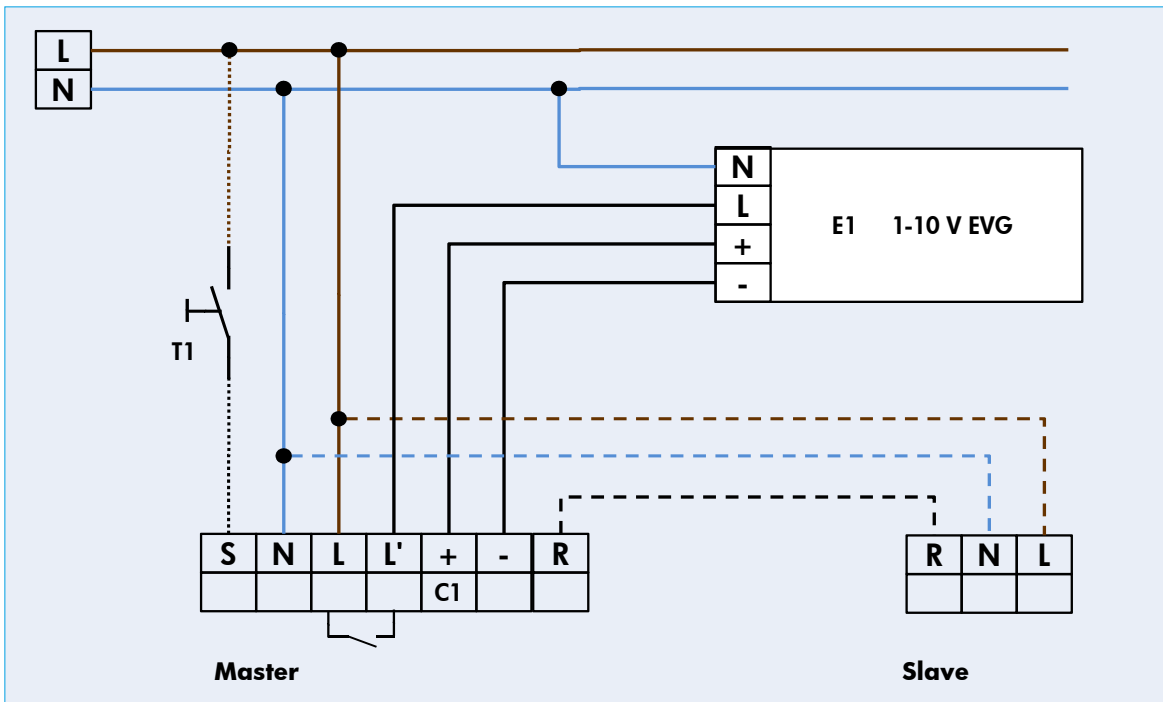 L
N
N
L
E1 1-10 V EVG
+
-
T1
S N L L' + - R
R N L
C1
Master
Slave